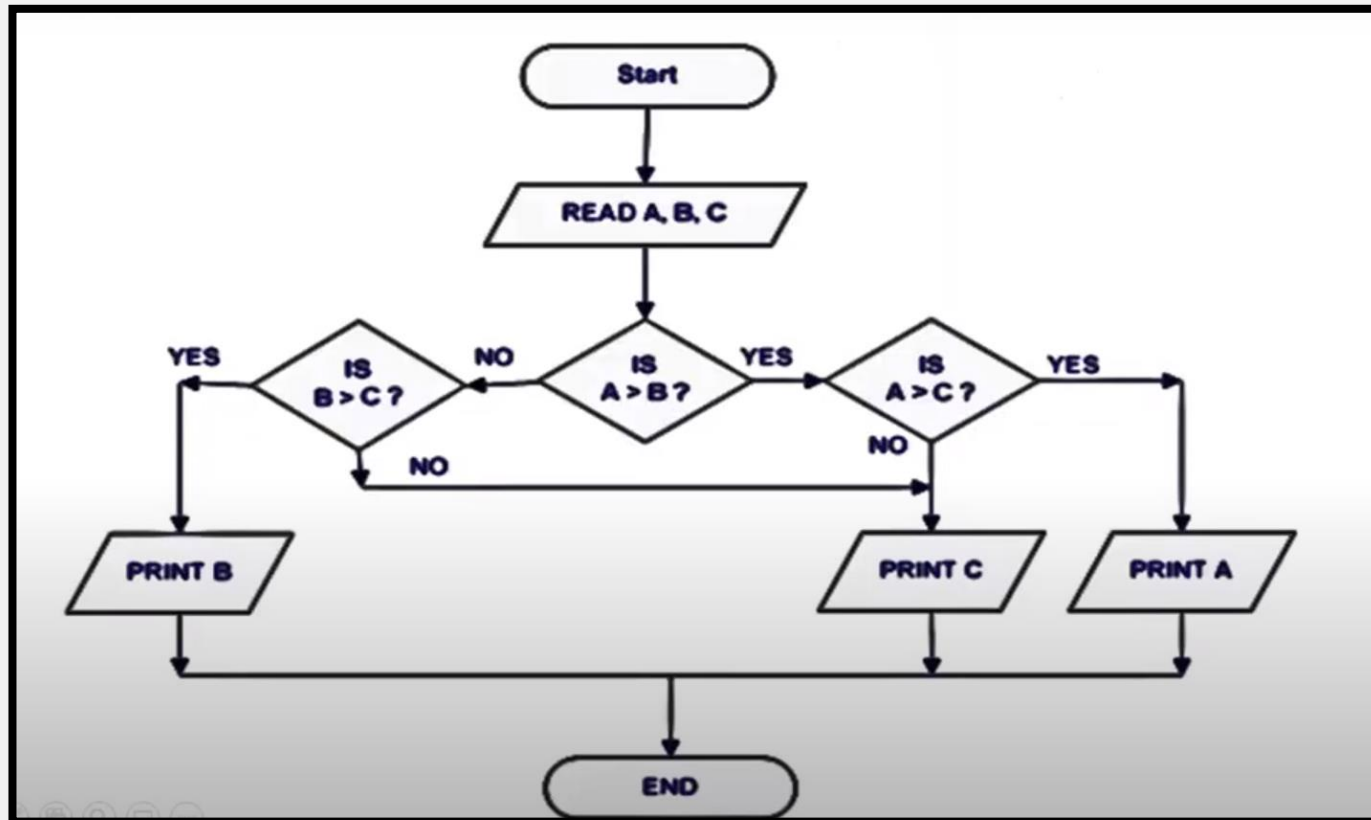 Start
READ A, B, C
YES
IS
B > C ?
NO
IS
A > B ?
YES
IS
A > C ?
YES
NO
NO
PRINT B
PRINT C
PRINT A
END